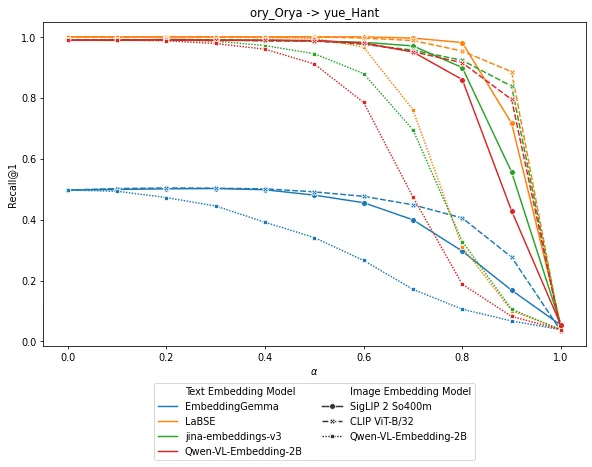 ory_Orya -> yue_Hant
Recall@1
1.0
0.8
0.6
0.4
0.2
0.0
0.0 0.2 0.4 0.6 0.8 1.0
α
Text Embedding Model Image Embedding Model
EmbeddingGemma SigLIP 2 So400m
LaBSE CLIP ViT-B/32
jina-embeddings-v3 Qwen-VL-Embedding-2B
Qwen-VL-Embedding-2B